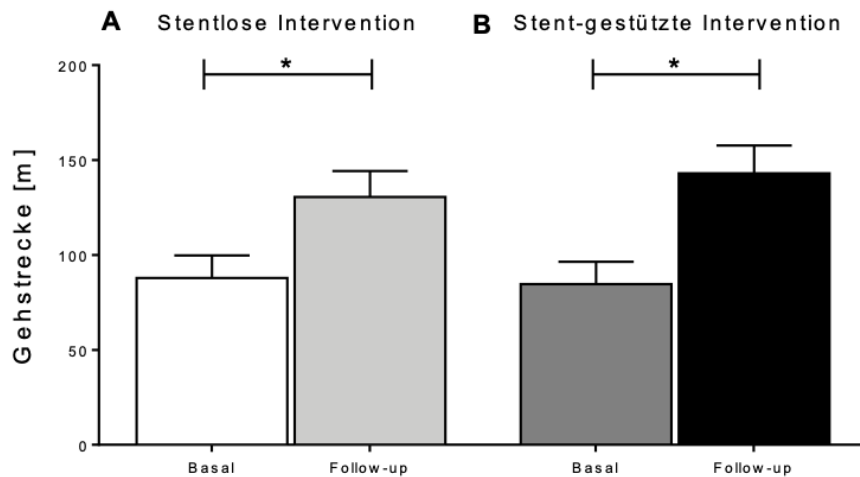 A Stentlose Intervention
B Stent-gestützte Intervention
Gehstrecke [m]
200
150
100
50
0
*
*
Basal
Follow-up
Basal
Follow-up